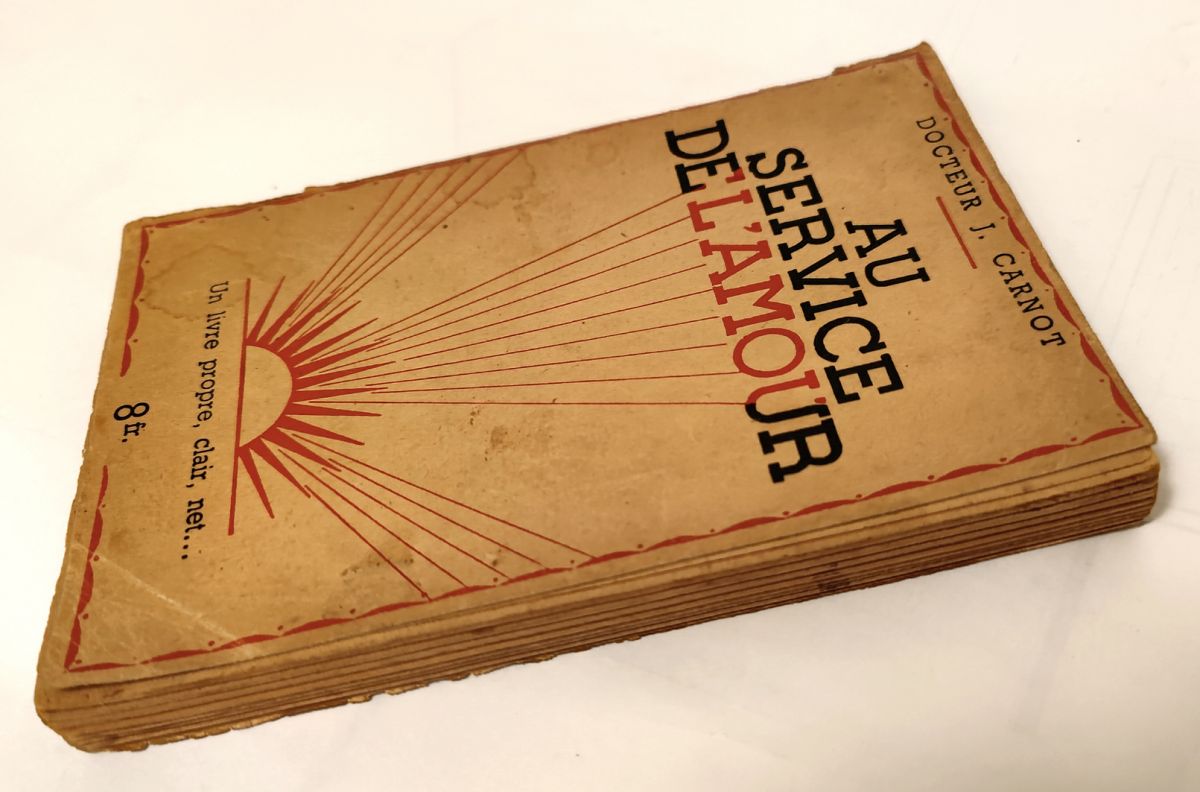 DOCTEUR J. CARNOT
AU
SERVICE
DE L'AMOUR
Un livre propre, clair, net...
8 fr.